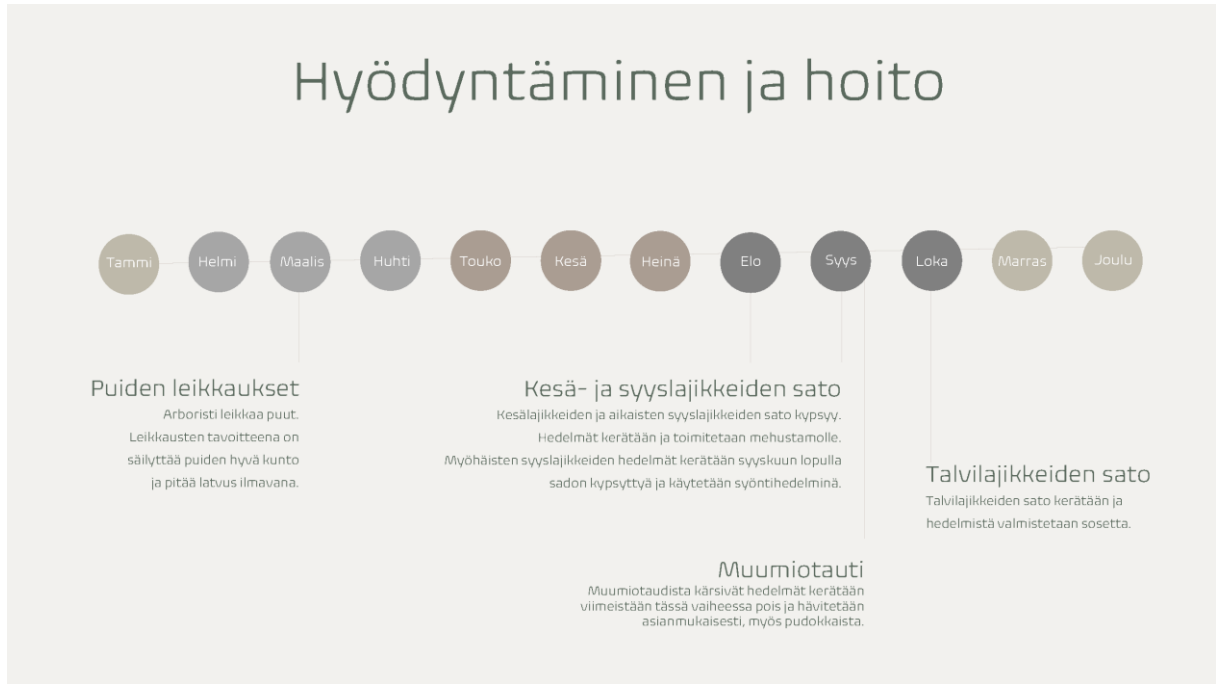 Hyödyntäminen ja hoito
Tammi
Helmi
Maalis
Huhti
Touko
Kesä
Heinä
Elo
Syys
Loka
Marras
Joulu
Puiden leikkaukset
Arboristi leikkaa puut.
Leikkausten tavoitteena on
säilyttää puiden hyvä kunto
ja pitää latvus ilmavana.
Kesä- ja syyslajikkeiden sato
Kesälajikkeiden ja aikaisten syyslajikkeiden sato kypsyy.
Hedelmät kerätään ja toimitetaan mehustamolle.
Myöhäisten syyslajikkeiden hedelmät kerätään syyskuun lopulla
sadon kypsyttyä ja käytetään syöntihedelminä.
Talvilajikkeiden sato
Talvilajikkeiden sato kerätään ja
hedelmistä valmistetaan sosetta.
Muumiotauti
Muumiotaudista kärsivät hedelmät kerätään
viimeistään tässä vaiheessa pois ja hävitetään
asianmukaisesti, myös pudokkaista.